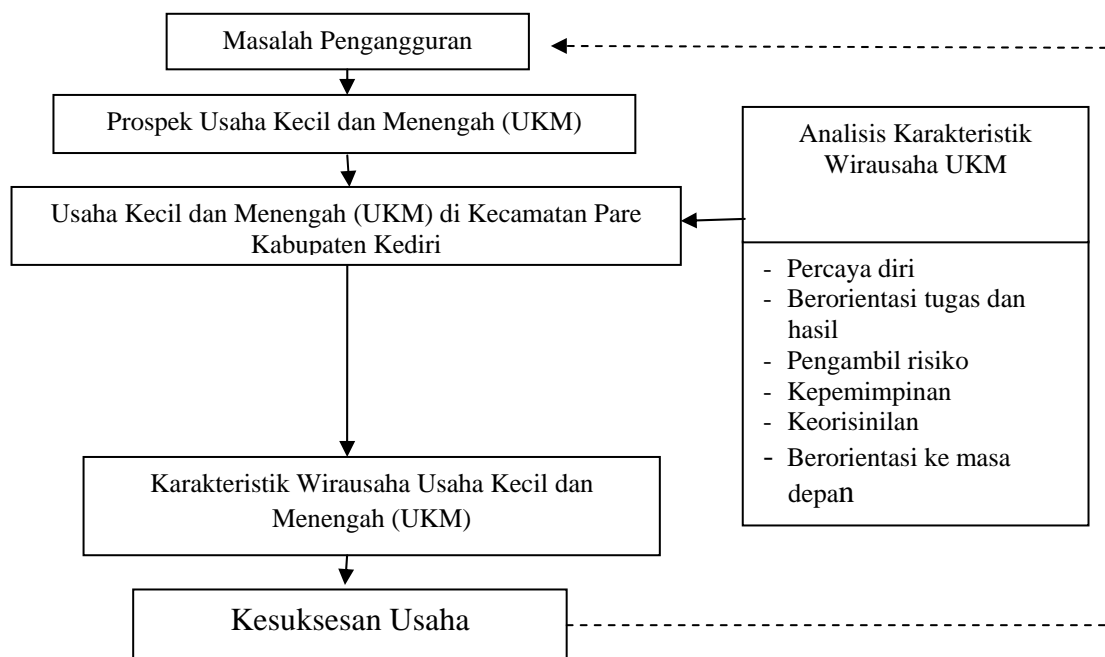 Masalah Pengangguran
Prospek Usaha Kecil dan Menengah (UKM)
Usaha Kecil dan Menengah (UKM) di Kecamatan Pare
Kabupaten Kediri
Analisis Karakteristik
Wirausaha UKM
- Percaya diri
- Berorientasi tugas dan
hasil
- Pengambil risiko
- Kepemimpinan
- Keorisinilan
- Berorientasi ke masa
depan
Karakteristik Wirausaha Usaha Kecil dan
Menengah (UKM)
Kesuksesan Usaha